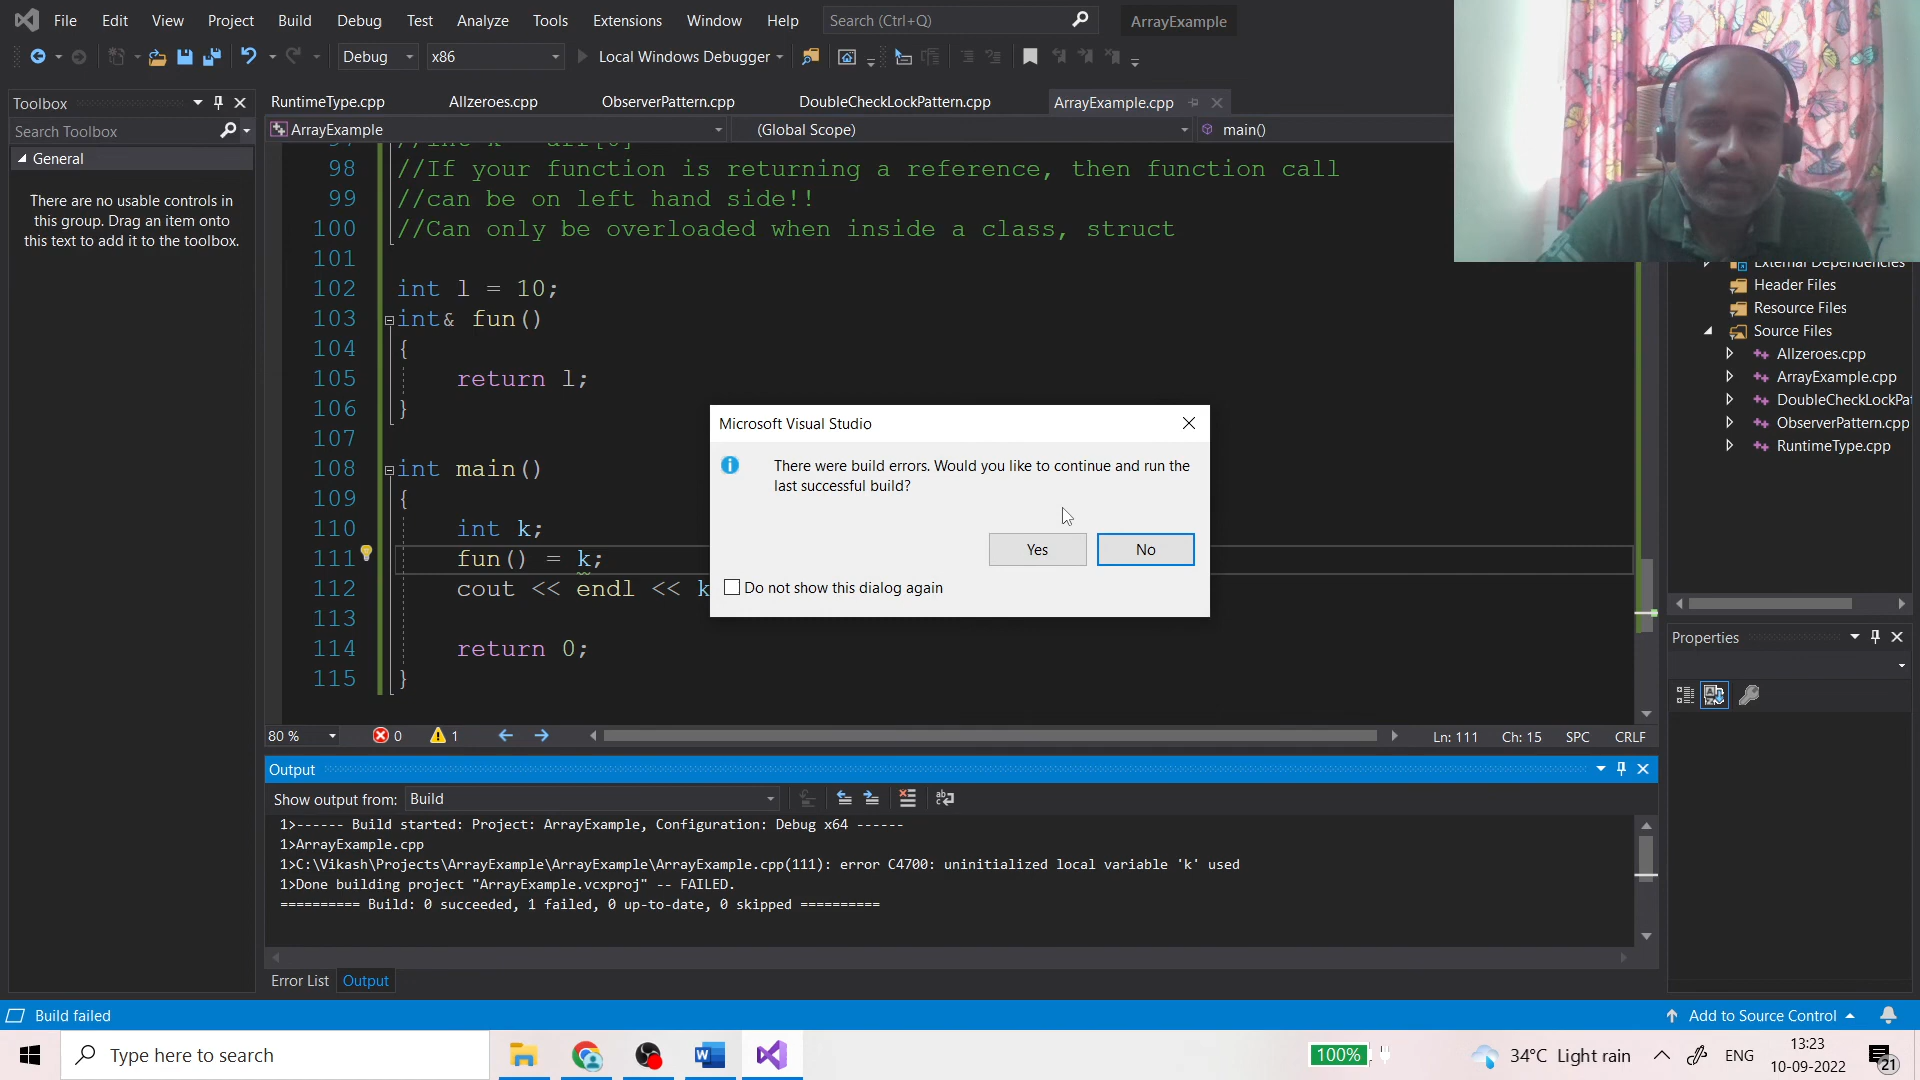 File Edit View Project Build Debug Test Analyze Tools Extensions Window Help Search (Ctrl+Q) ArrayExample
Debug x86 Local Windows Debugger
Toolbox
Search Toolbox
General
There are no usable controls in
this group. Drag an item onto
this text to add it to the toolbox.
RuntimeType.cpp Allzeroes.cpp ObserverPattern.cpp DoubleCheckLockPattern.cpp ArrayExample.cpp
ArrayExample (Global Scope) main()
98 //If your function is returning a reference, then function call
99 //can be on left hand side!!
100 //Can only be overloaded when inside a class, struct
101
102 int l = 10;
103 int& fun()
104 {
105 return l;
106 }
107
108 int main()
109 {
110 int k;
111 fun() = k;
112 cout << endl << k
113
114 return 0;
115 }
Microsoft Visual Studio
There were build errors. Would you like to continue and run the
last successful build?
Yes No
Do not show this dialog again
80 % 0 1 Ln: 111 Ch: 15 SPC CRLF
Output
Show output from: Build
1>------ Build started: Project: ArrayExample, Configuration: Debug x64 ------
1>ArrayExample.cpp
1>C:\Vikash\Projects\ArrayExample\ArrayExample\ArrayExample.cpp(111): error C4700: uninitialized local variable 'k' used
1>Done building project "ArrayExample.vcxproj" -- FAILED.
========== Build: 0 succeeded, 1 failed, 0 up-to-date, 0 skipped ==========
Error List Output
External Dependencies
Header Files
Resource Files
Source Files
Allzeroes.cpp
ArrayExample.cpp
DoubleCheckLockPat
ObserverPattern.cpp
RuntimeType.cpp
Properties
Build failed Add to Source Control
Type here to search 100% 34°C Light rain ENG 13:23
10-09-2022 21